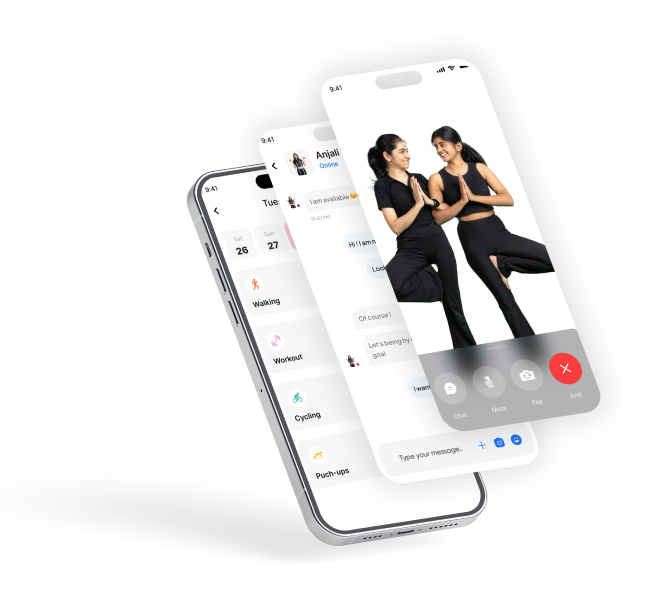 9:41
Tues
Sat
26
Sun
27
Walking
Workout
Cycling
Puch-ups
9:41
Anjali
Online
I am available
10:40 PM
Hi ! I am n
Look
Of course !
Let's being by
goal
I want
Type your message..
9:41
Chat
Mute
Flip
End